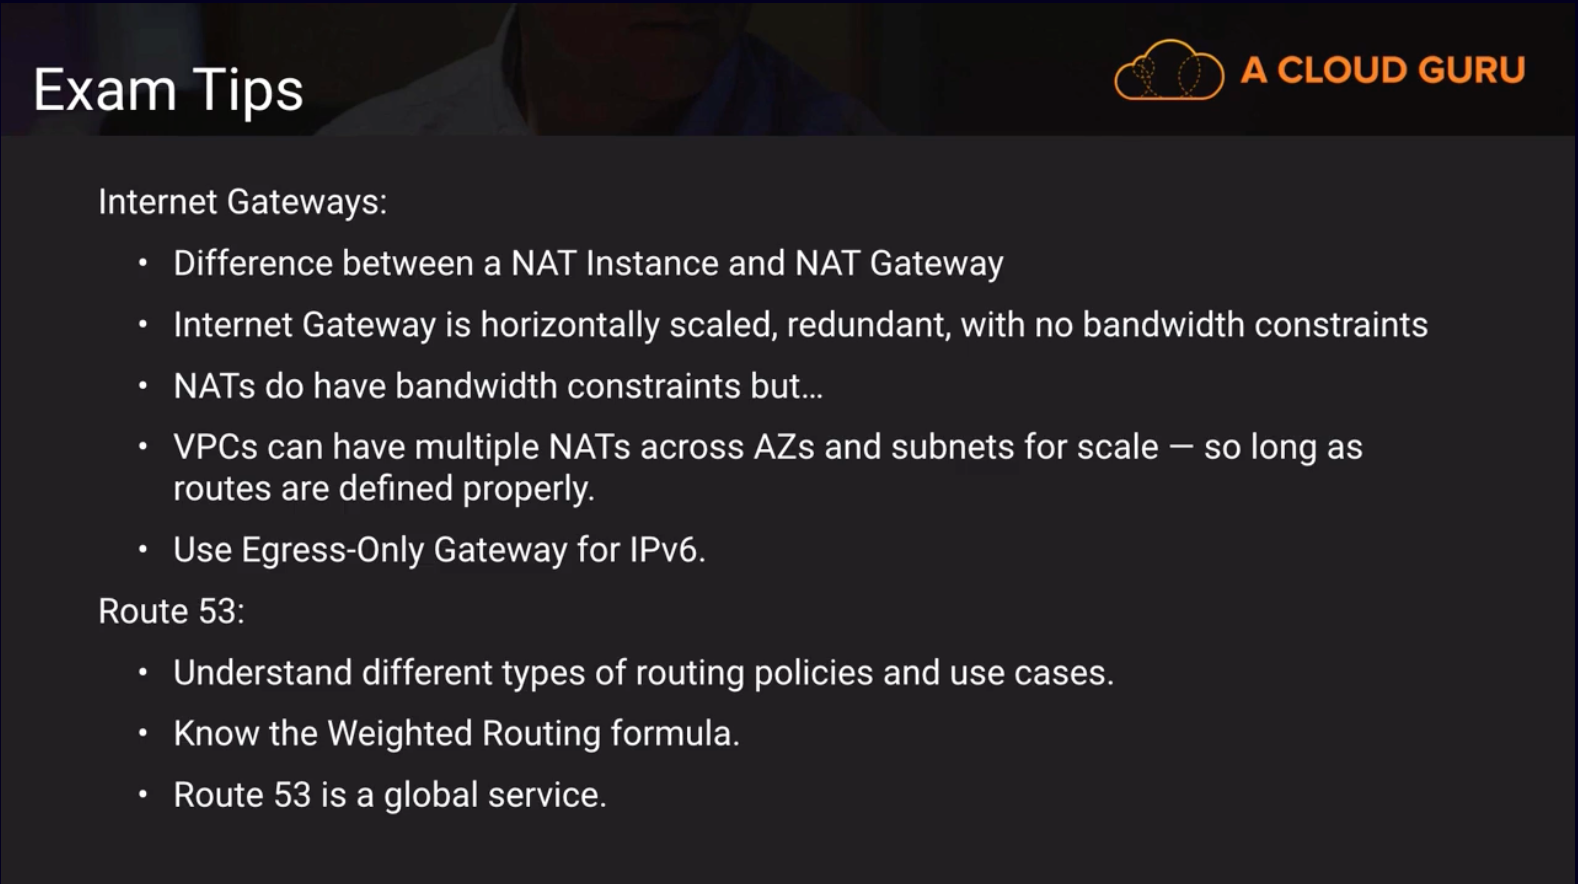 Exam Tips
A CLOUD GURU
Internet Gateways:
• Difference between a NAT Instance and NAT Gateway
• Internet Gateway is horizontally scaled, redundant, with no bandwidth constraints
• NATs do have bandwidth constraints but…
• VPCs can have multiple NATs across AZs and subnets for scale — so long as
routes are defined properly.
• Use Egress-Only Gateway for IPv6.
Route 53:
• Understand different types of routing policies and use cases.
• Know the Weighted Routing formula.
• Route 53 is a global service.